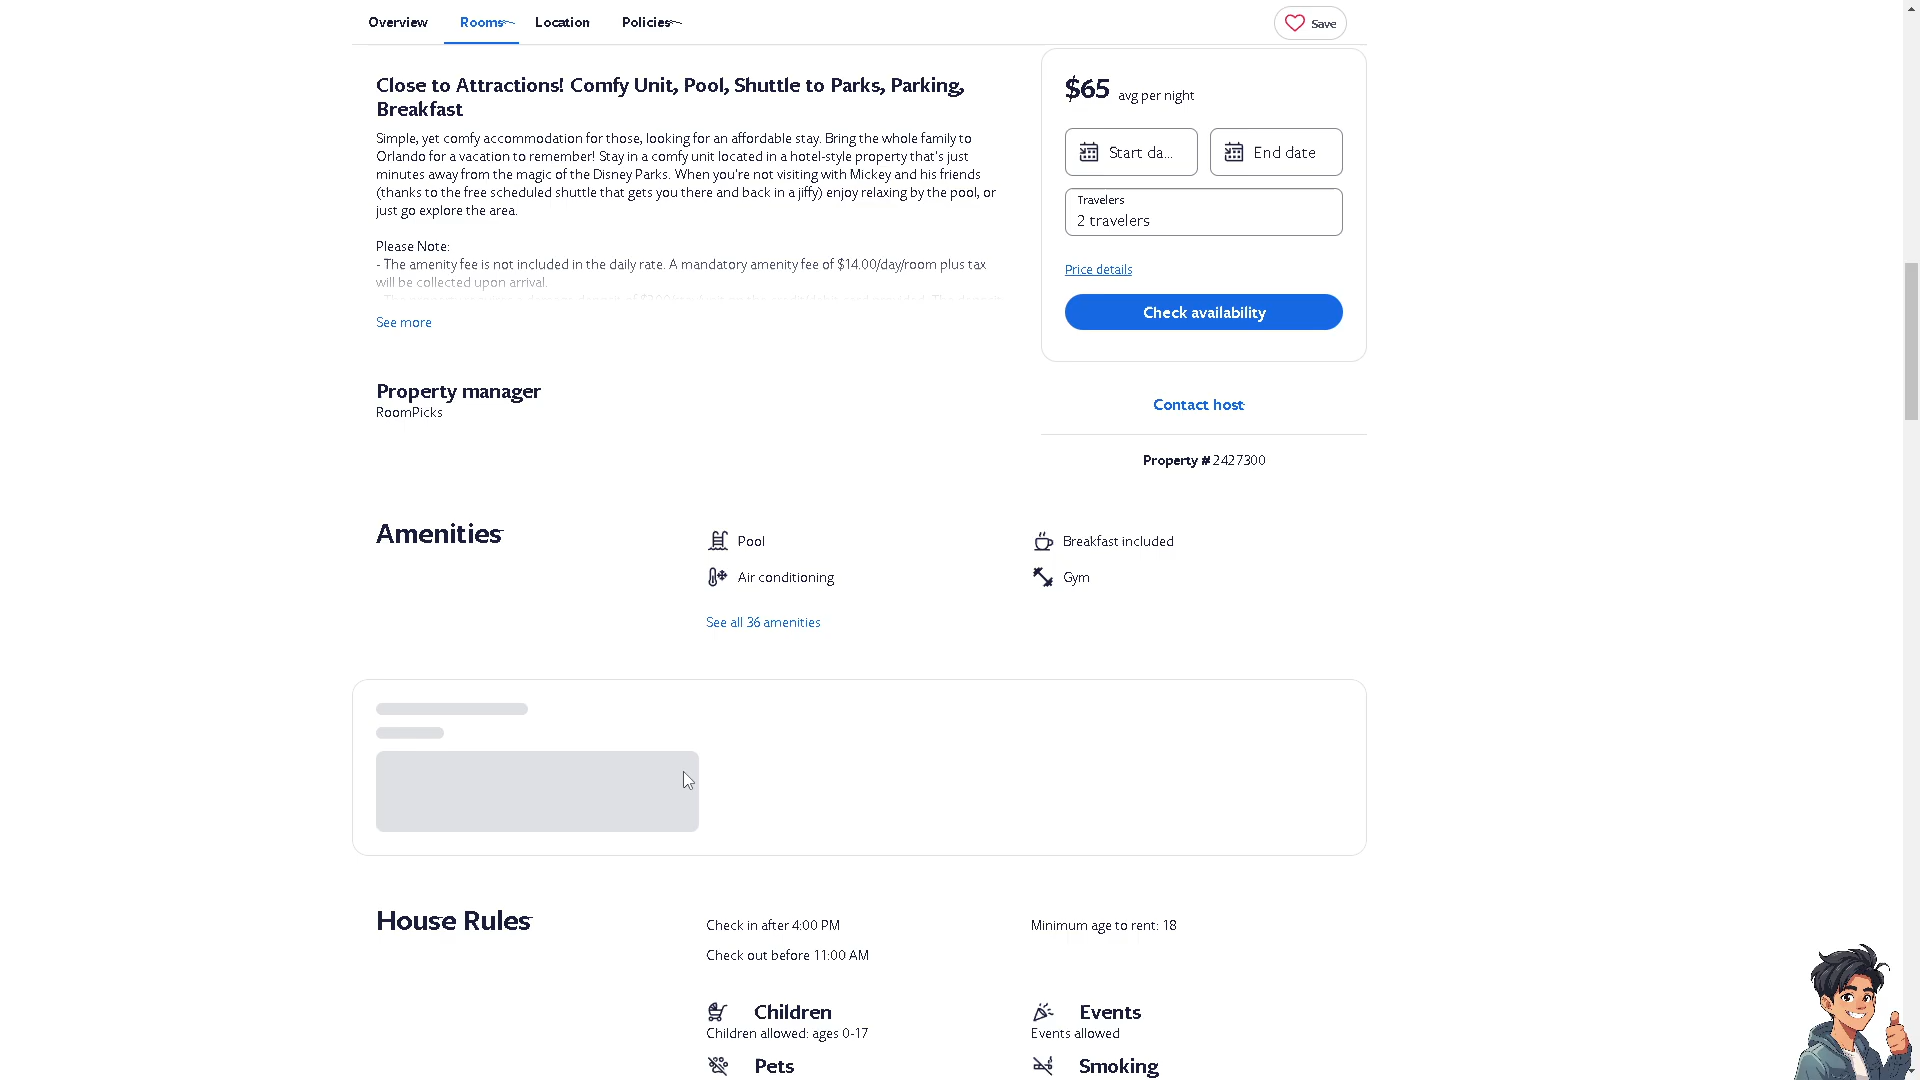 Overview Rooms Location Policies Save
Close to Attractions! Comfy Unit, Pool, Shuttle to Parks, Parking,
Breakfast
Simple, yet comfy accommodation for those, looking for an affordable stay. Bring the whole family to
Orlando for a vacation to remember! Stay in a comfy unit located in a hotel-style property that's just
minutes away from the magic of the Disney Parks. When you're not visiting with Mickey and his friends
(thanks to the free scheduled shuttle that gets you there and back in a jiffy) enjoy relaxing by the pool, or
just go explore the area.
Please Note:
- The amenity fee is not included in the daily rate. A mandatory amenity fee of $14.00/day/room plus tax
will be collected upon arrival.
See more
$65 avg per night
Start da... End date
Travelers
2 travelers
Price details
Check availability
Property manager
RoomPicks
Contact host
Property # 2427300
Amenities
Pool
Breakfast included
Air conditioning
Gym
See all 36 amenities
House Rules
Check in after 4:00 PM
Minimum age to rent: 18
Check out before 11:00 AM
Children
Children allowed: ages 0-17
Events
Events allowed
Pets
Smoking